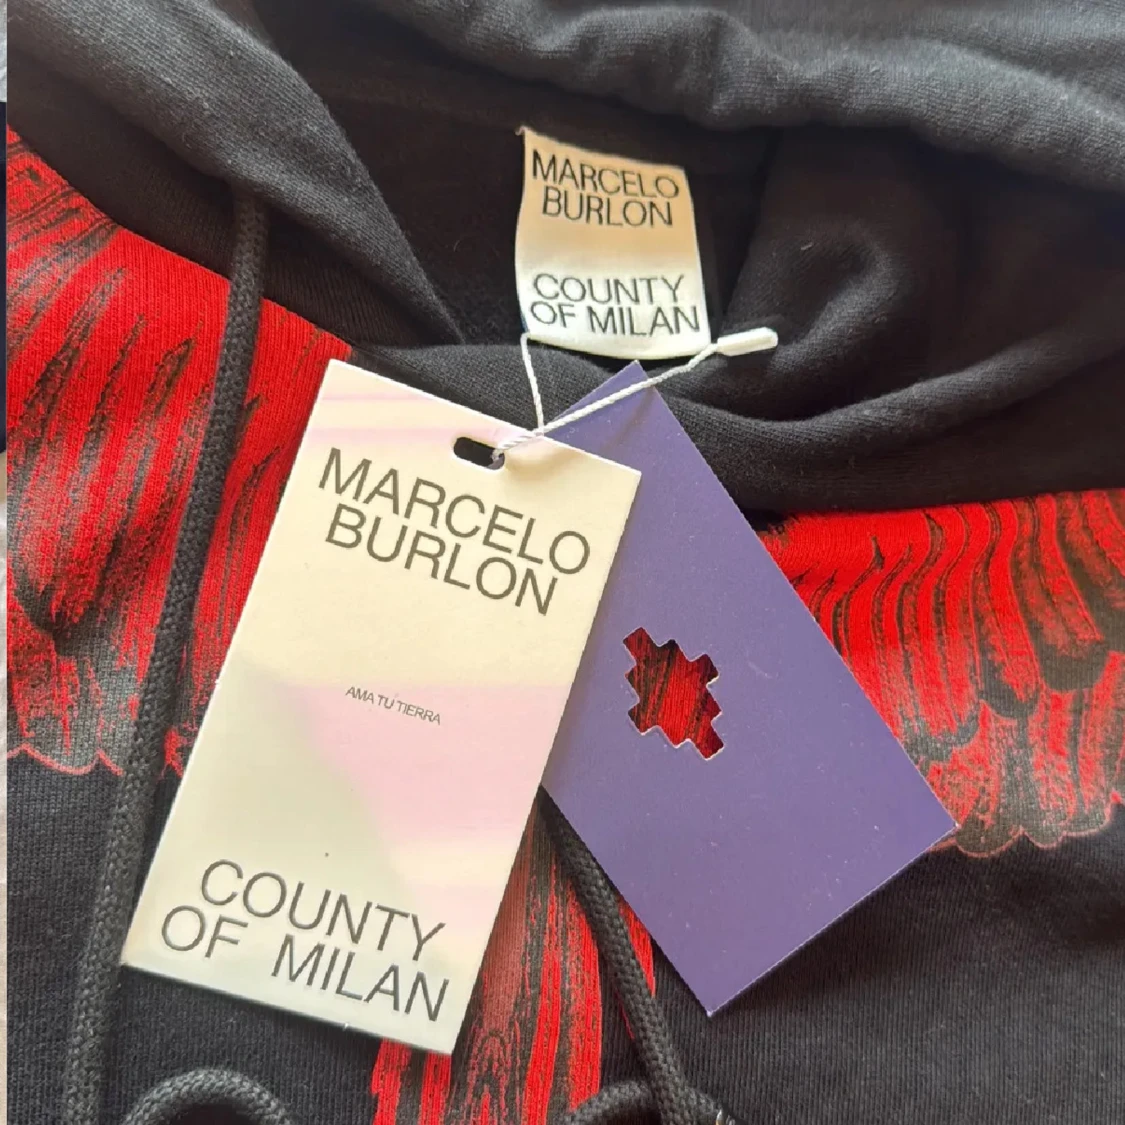 MARCELO
BURLON
COUNTY
OF MILAN
MARCELO
BURLON
AMA TU TIERRA
COUNTY
OF MILAN